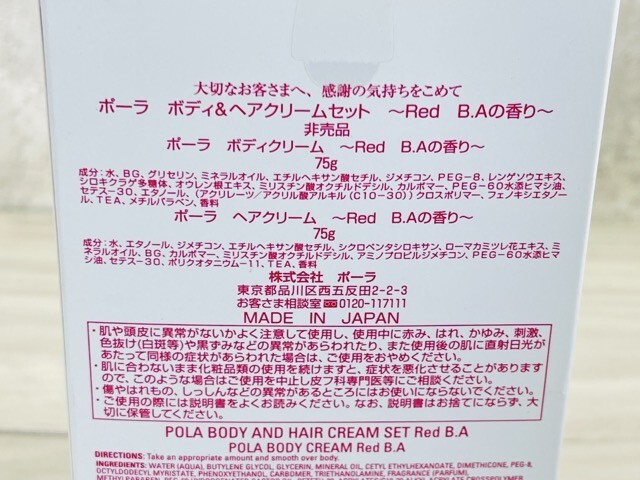 大切なお客さまへ、感謝の気持ちをこめて
ポーラ ボディ&ヘアクリームセット ～Red B.Aの香り～
非売品
ポーラ ボディクリーム ～Red B.Aの香り～
75g
成分：水、BG、グリセリン、ミネラルオイル、エチルヘキサン酸セチル、ジメチコン、PEG-8、レンゲソウエキス、
シロキクラゲ多糖体、オウレン根エキス、ミリスチン酸オクチルドデシル、カルボマー、PEG-60水添ヒマシ油、
セテス-30、エタノール、(アクリレーツ／アクリル酸アルキル(C10-30))クロスポリマー、フェノキシエタノー
ル、TEA、メチルパラベン、香料
ポーラ ヘアクリーム ～Red B.Aの香り～
75g
成分：水、エタノール、ジメチコン、エチルヘキサン酸セチル、シクロペンタシロキサン、ローマカミツレ花エキス、ミ
ネラルオイル、BG、カルボマー、ミリスチン酸オクチルドデシル、アミノプロピルジメチコン、PEG-60水添ヒマ
シ油、セテス-30、ポリクオタニウム-11、TEA、香料
株式会社 ポーラ
東京都品川区西五反田2-2-3
お客さま相談室 0120-117111
MADE IN JAPAN
・肌や頭皮に異常がないかよく注意して使用し、使用中に赤み、はれ、かゆみ、刺激、
色抜け(白斑等)や黒ずみなどの異常があらわれたり、また使用後の肌に直射日光が
あたって同様の症状があらわれた場合は、ご使用をおやめください。
・肌に合わないまま化粧品類の使用を続けますと、症状を悪化させることがあります
ので、このような場合はご使用を中止し皮フ科専門医等にご相談ください。
・傷やはれもの、しっしんなどの異常があるところにはお使いにならないでください。
・ご使用の際には説明書をよくお読みください。なお、説明書はお捨てにならず、大
切に保管してください。
POLA BODY AND HAIR CREAM SET Red B.A
POLA BODY CREAM Red B.A
DIRECTIONS: Take an appropriate amount and smooth over body.
INGREDIENTS: WATER (AQUA), BUTYLENE GLYCOL, GLYCERIN, MINERAL OIL, CETYL ETHYLHEXANOATE, DIMETHICONE, PEG-8,
OCTYLDODECYL MYRISTATE, PHENOXYETHANOL, CARBOMER, TRIETHANOLAMINE, FRAGRANCE (PARFUM),